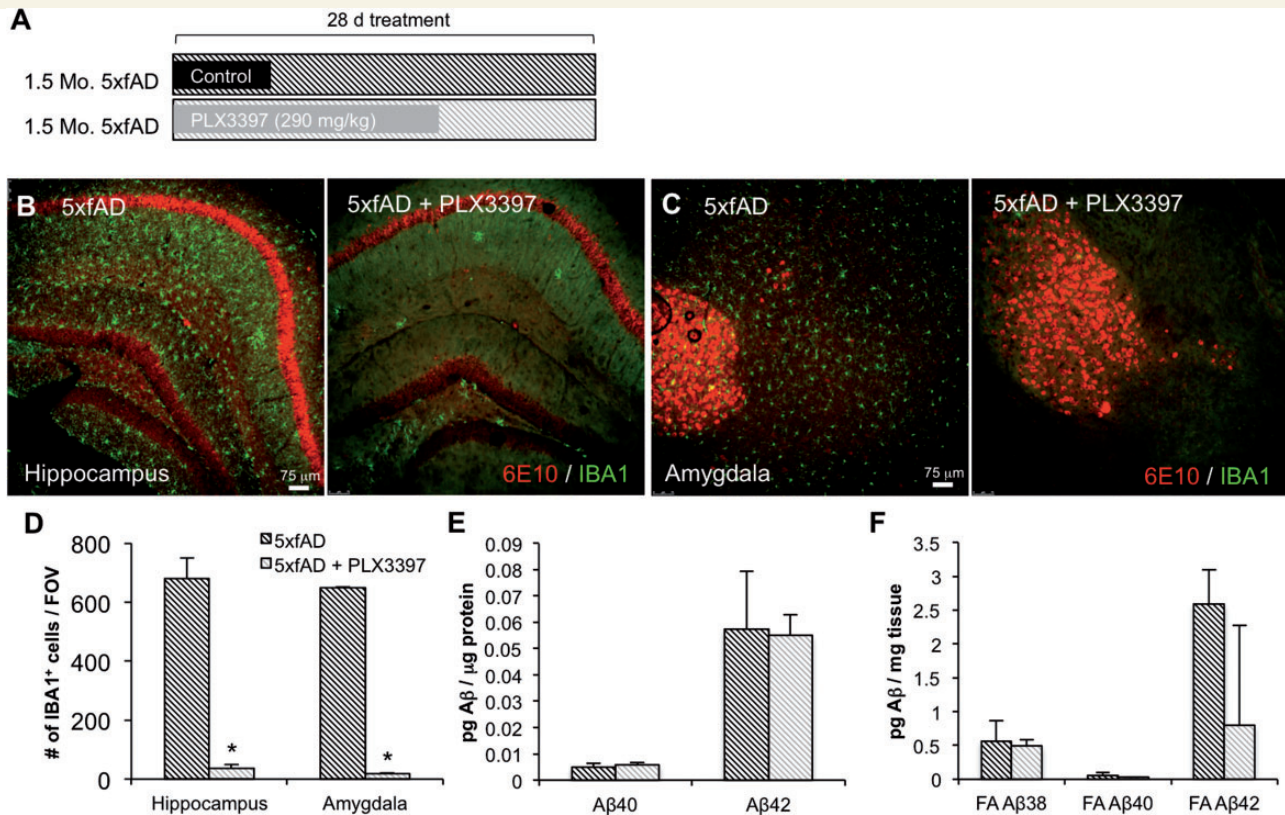 A
28 d treatment
1.5 Mo. 5xfAD
Control
1.5 Mo. 5xfAD
PLX3397 (290 mg/kg)
B
5xfAD
5xfAD + PLX3397
Hippocampus
75 μm
6E10 / IBA1
C
5xfAD
5xfAD + PLX3397
Amygdala
75 μm
6E10 / IBA1
D
5xfAD
5xfAD + PLX3397
# of IBA1⁺ cells / FOV
800
600
400
200
0
*
*
Hippocampus
Amygdala
E
pg Aβ / μg protein
0.09
0.08
0.07
0.06
0.05
0.04
0.03
0.02
0.01
0
Aβ40
Aβ42
F
pg Aβ / mg tissue
3.5
3
2.5
2
1.5
1
0.5
0
FA Aβ38
FA Aβ40
FA Aβ42